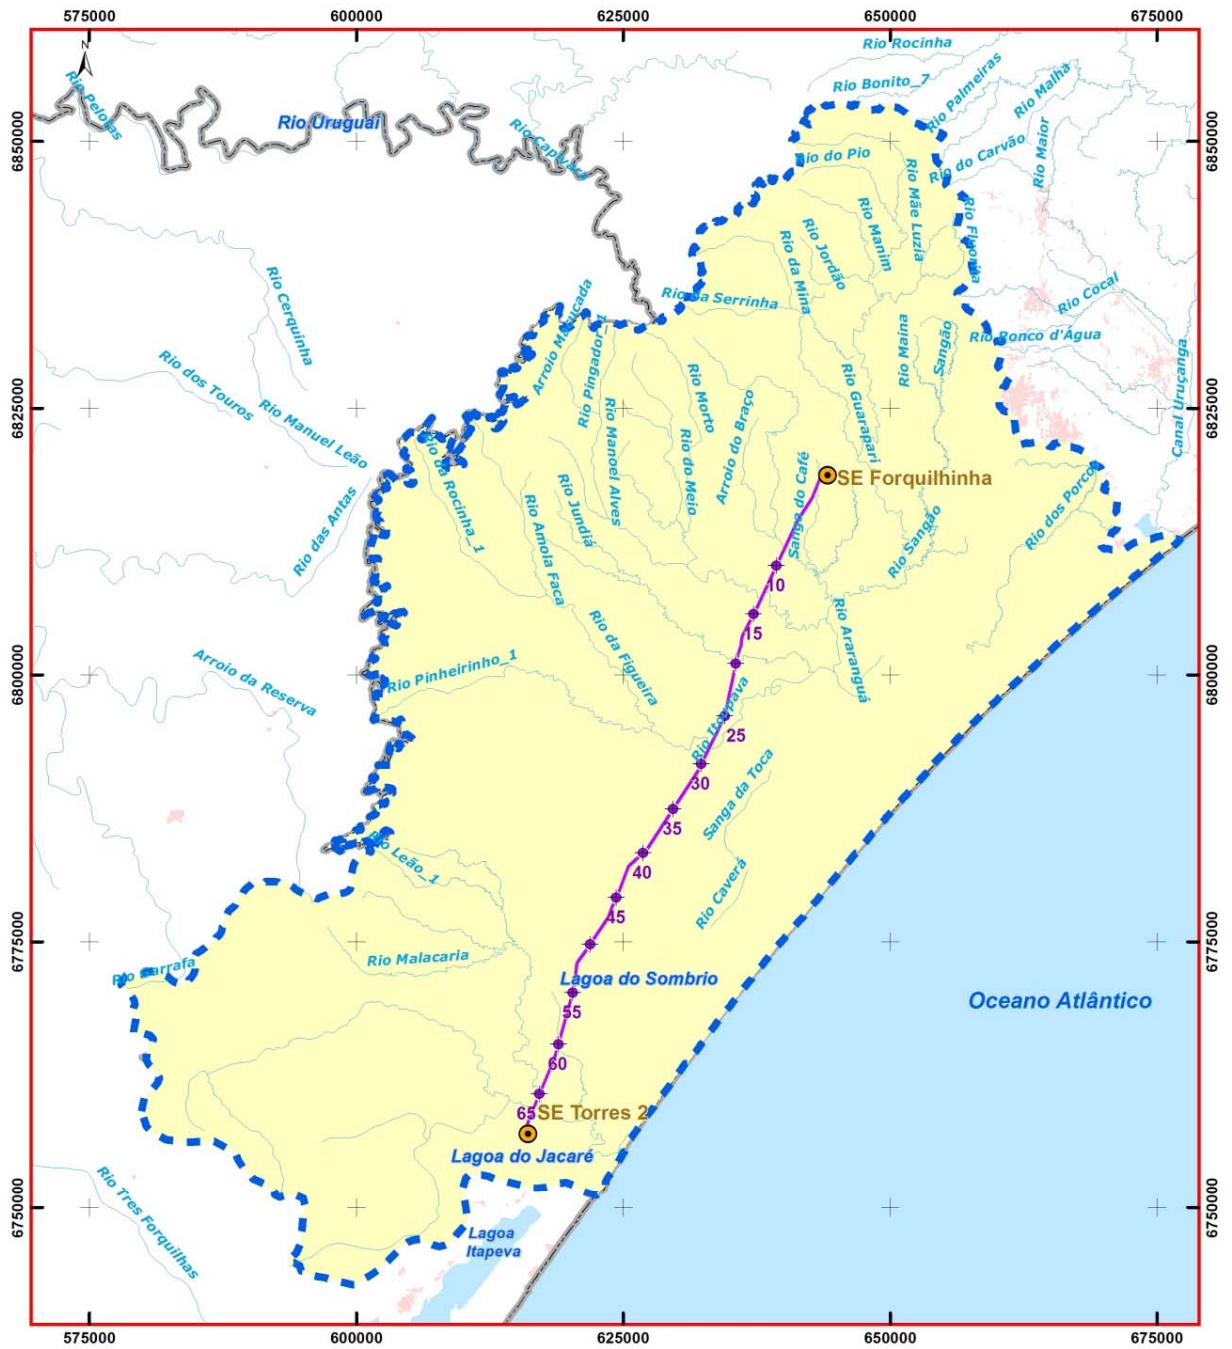 575000
600000
625000
650000
675000
N
Rio Rocinha
Rio Bonito_7
Rio Palmeiras
Rio Malha
Rio Pelotas
Rio Uruguai
Rio Capivara
6850000
6850000
Rio do Pio
Rio do Carvão
Rio Maior
Rio Mãe Luzia
Rio Manim
Rio Jordão
Rio da Mina
Rio da Serrinha
Rio Cocal
Rio Ronco d'Água
Rio Cerquinha
Rio dos Touros
Rio Manuel Leão
Rio das Antas
Arroio
Rio Pingador_1
Rio Manoel Alves
Rio Morto
Rio do Meio
Arroio do Braço
Rio Guarapari
Rio Maina
Sangão
Canal Uruçanga
6825000
6825000
Rio da Rocinha_1
Rio Amola Faca
Rio Jundiá
Sanga do Café
SE Forquilhinha
Rio Sangão
Rio dos Porcos
10
15
Rio da Figueira
Rio Araranguá
Arroio da Reserva
Rio Pinheirinho_1
6800000
6800000
Rio Itoupava
25
30
Sanga da Toca
35
Rio Leão_1
40
Rio Caverá
45
6775000
6775000
Rio Malacaria
Lagoa do Sombrio
Oceano Atlântico
55
60
65
SE Torres 2
Lagoa do Jacaré
Rio Tres Forquilhas
6750000
6750000
Lagoa
Itapeva
575000
600000
625000
650000
675000